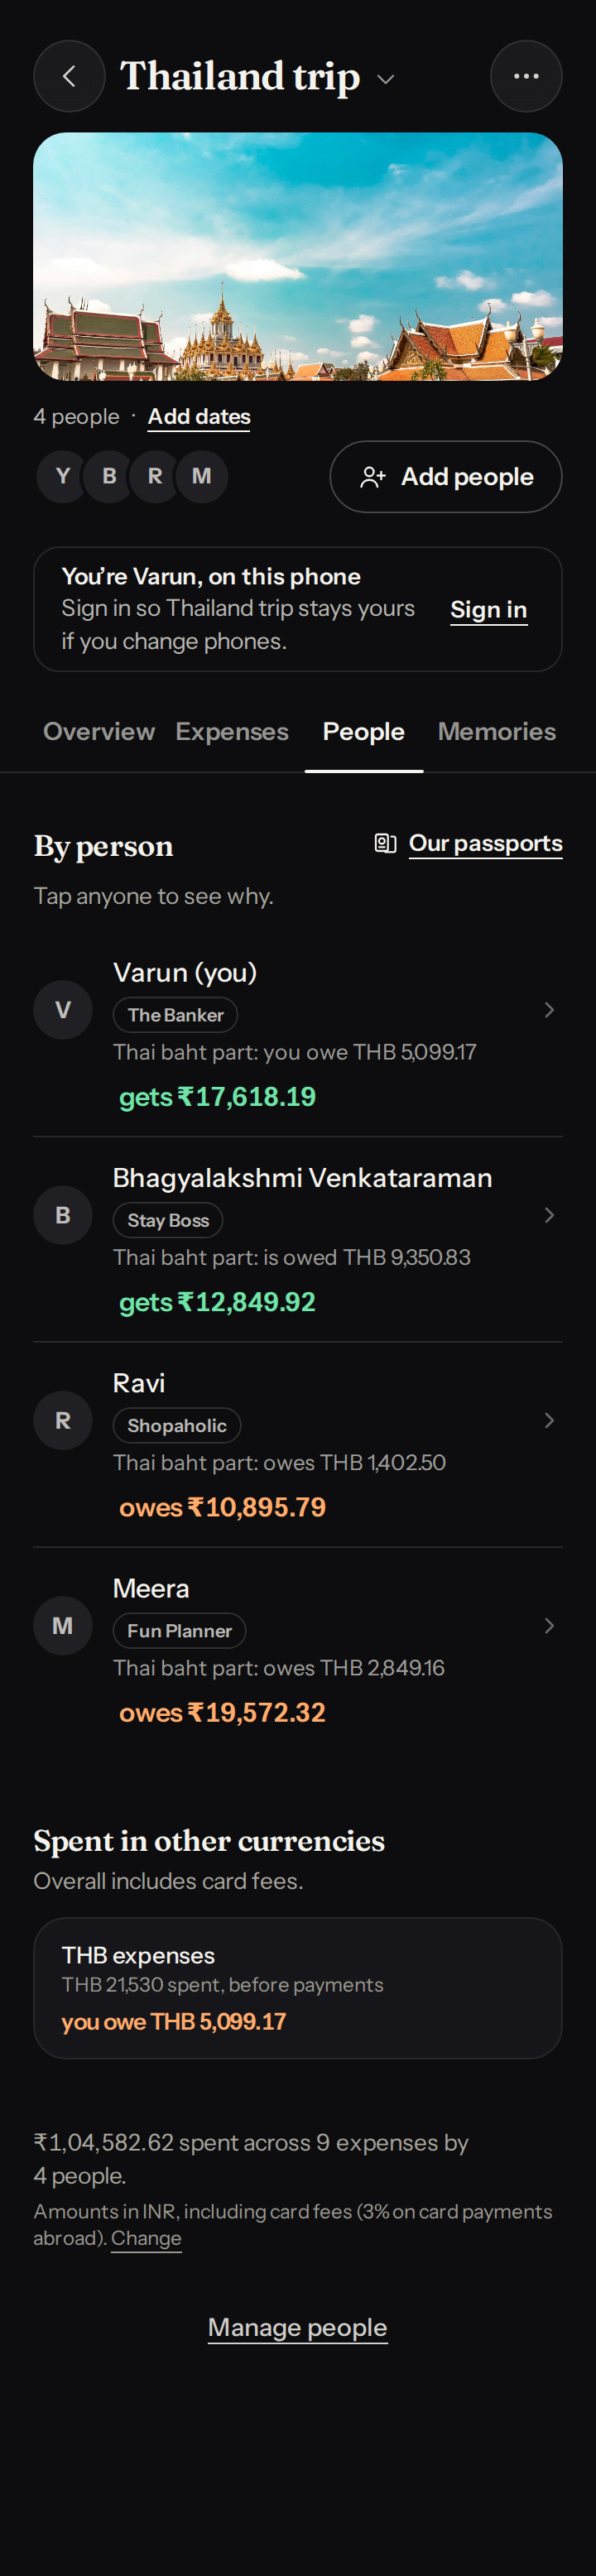 Thailand trip
4 people · Add dates
Y B R M
Add people
You’re Varun, on this phone
Sign in so Thailand trip stays yours
if you change phones.
Sign in
Overview Expenses People Memories
By person
Our passports
Tap anyone to see why.
V
Varun (you)
The Banker
Thai baht part: you owe THB 5,099.17
gets ₹17,618.19
B
Bhagyalakshmi Venkataraman
Stay Boss
Thai baht part: is owed THB 9,350.83
gets ₹12,849.92
R
Ravi
Shopaholic
Thai baht part: owes THB 1,402.50
owes ₹10,895.79
M
Meera
Fun Planner
Thai baht part: owes THB 2,849.16
owes ₹19,572.32
Spent in other currencies
Overall includes card fees.
THB expenses
THB 21,530 spent, before payments
you owe THB 5,099.17
₹1,04,582.62 spent across 9 expenses by
4 people.
Amounts in INR, including card fees (3% on card payments
abroad). Change
Manage people